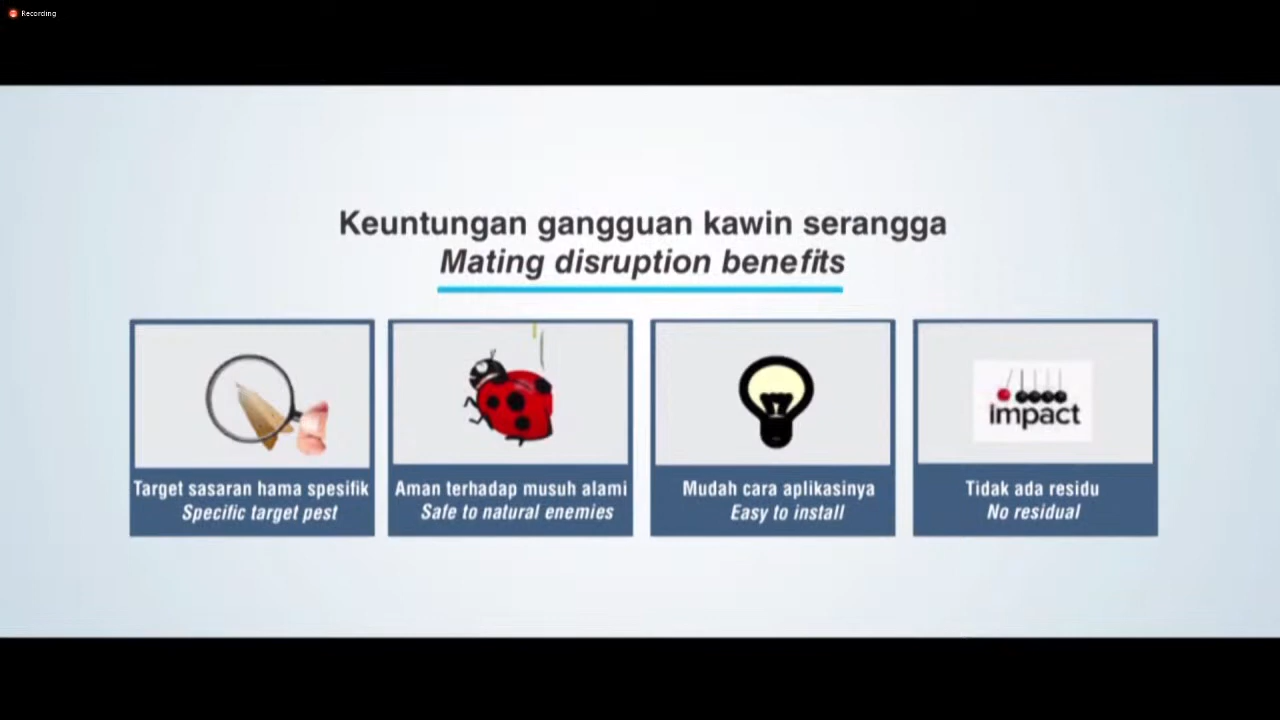 Recording
Keuntungan gangguan kawin serangga
Mating disruption benefits
impact
Target sasaran hama spesifik
Specific target pest
Aman terhadap musuh alami
Safe to natural enemies
Mudah cara aplikasinya
Easy to install
Tidak ada residu
No residual